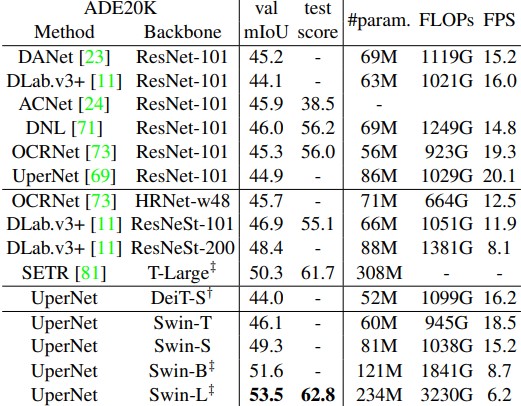 ADE20K val test #param. FLOPs FPS
Method Backbone mIoU score
DANet [23] ResNet-101 45.2 - 69M 1119G 15.2
DLab.v3+ [11] ResNet-101 44.1 - 63M 1021G 16.0
ACNet [24] ResNet-101 45.9 38.5 -
DNL [71] ResNet-101 46.0 56.2 69M 1249G 14.8
OCRNet [73] ResNet-101 45.3 56.0 56M 923G 19.3
UperNet [69] ResNet-101 44.9 - 86M 1029G 20.1
OCRNet [73] HRNet-w48 45.7 - 71M 664G 12.5
DLab.v3+ [11] ResNeSt-101 46.9 55.1 66M 1051G 11.9
DLab.v3+ [11] ResNeSt-200 48.4 - 88M 1381G 8.1
SETR [81] T-Large‡ 50.3 61.7 308M - -
UperNet DeiT-S† 44.0 - 52M 1099G 16.2
UperNet Swin-T 46.1 - 60M 945G 18.5
UperNet Swin-S 49.3 - 81M 1038G 15.2
UperNet Swin-B‡ 51.6 - 121M 1841G 8.7
UperNet Swin-L‡ 53.5 62.8 234M 3230G 6.2